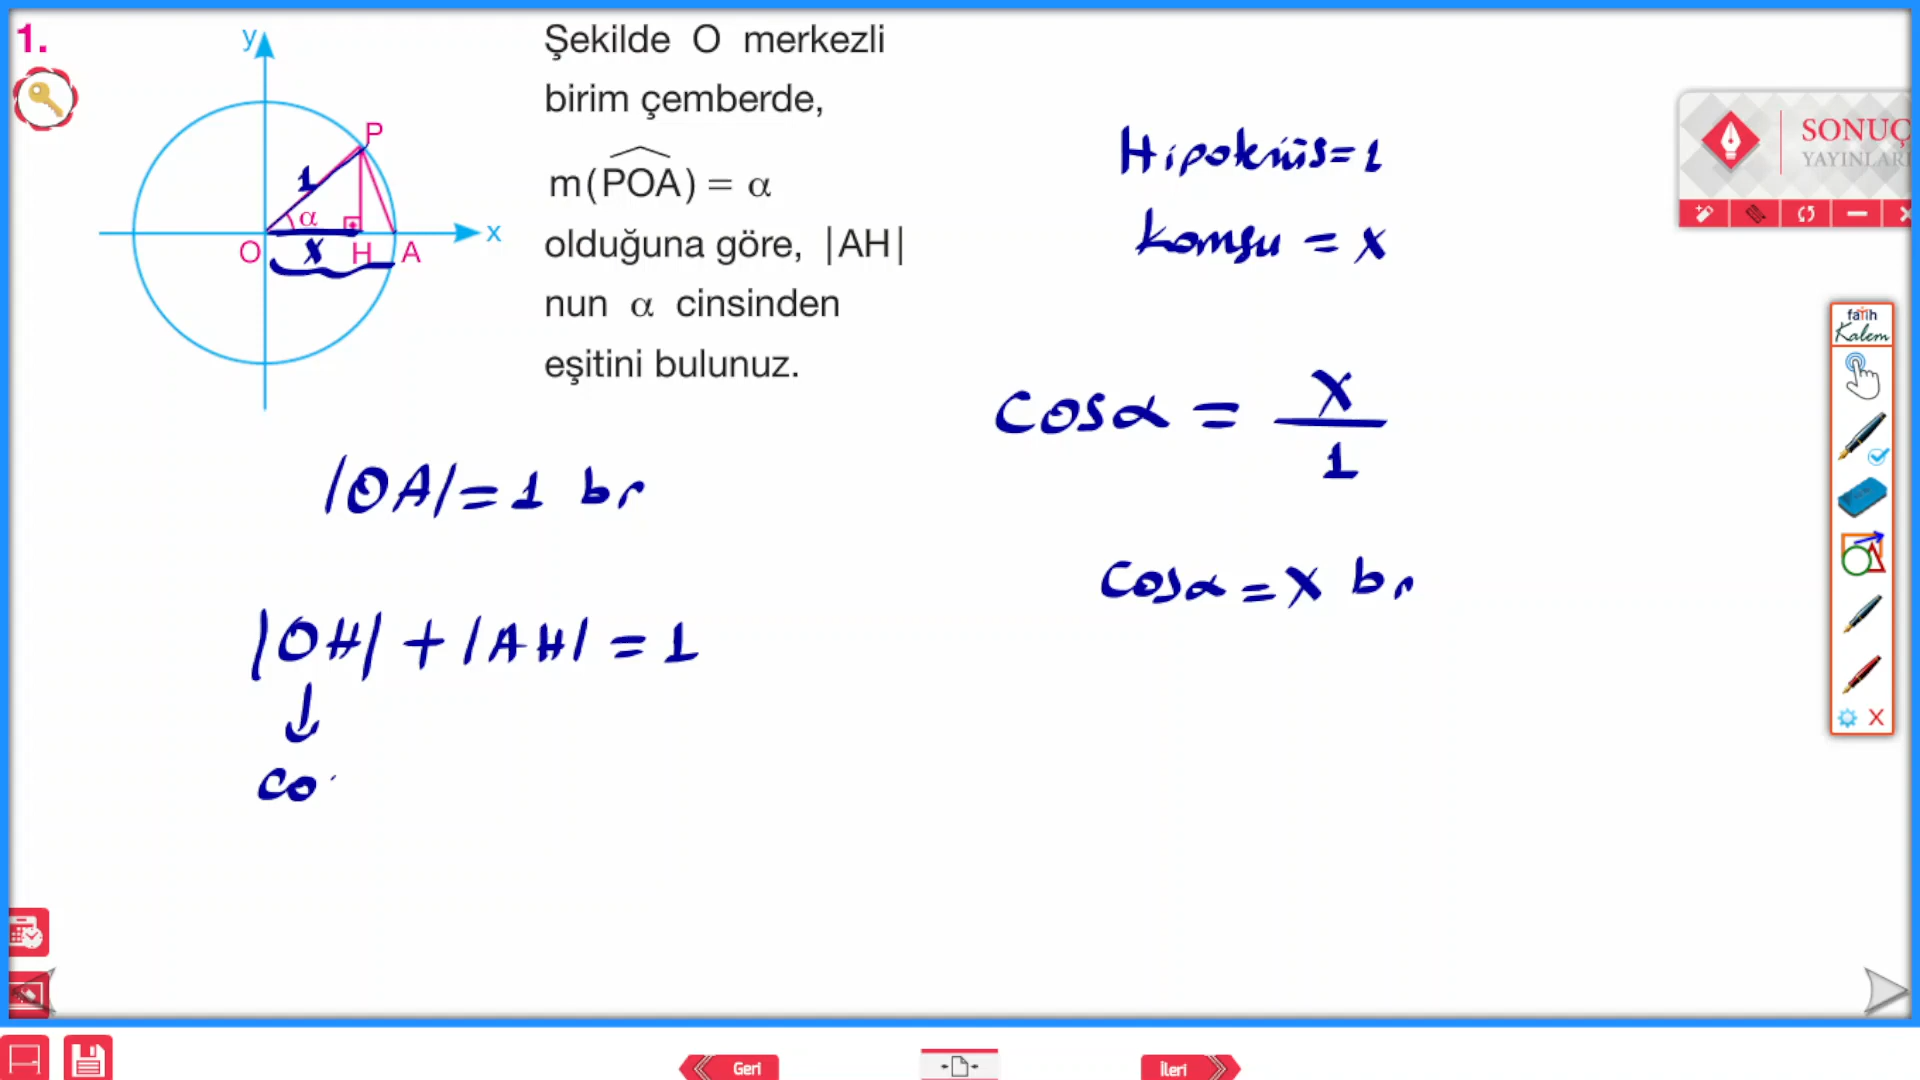 1.
y
P
1
α
x
O
x
H
A
Şekilde O merkezli
birim çemberde,
m(POA) = α
olduğuna göre, |AH|
nun α cinsinden
eşitini bulunuz.
Hipotenüs=1
Komşu = x
cosα = x
1
cosα = x br
|OA| = 1 br
|OH| + |AH| = 1
↓
co
SONUÇ
YAYINLARI
fatih
Kalem
X
Geri
İleri